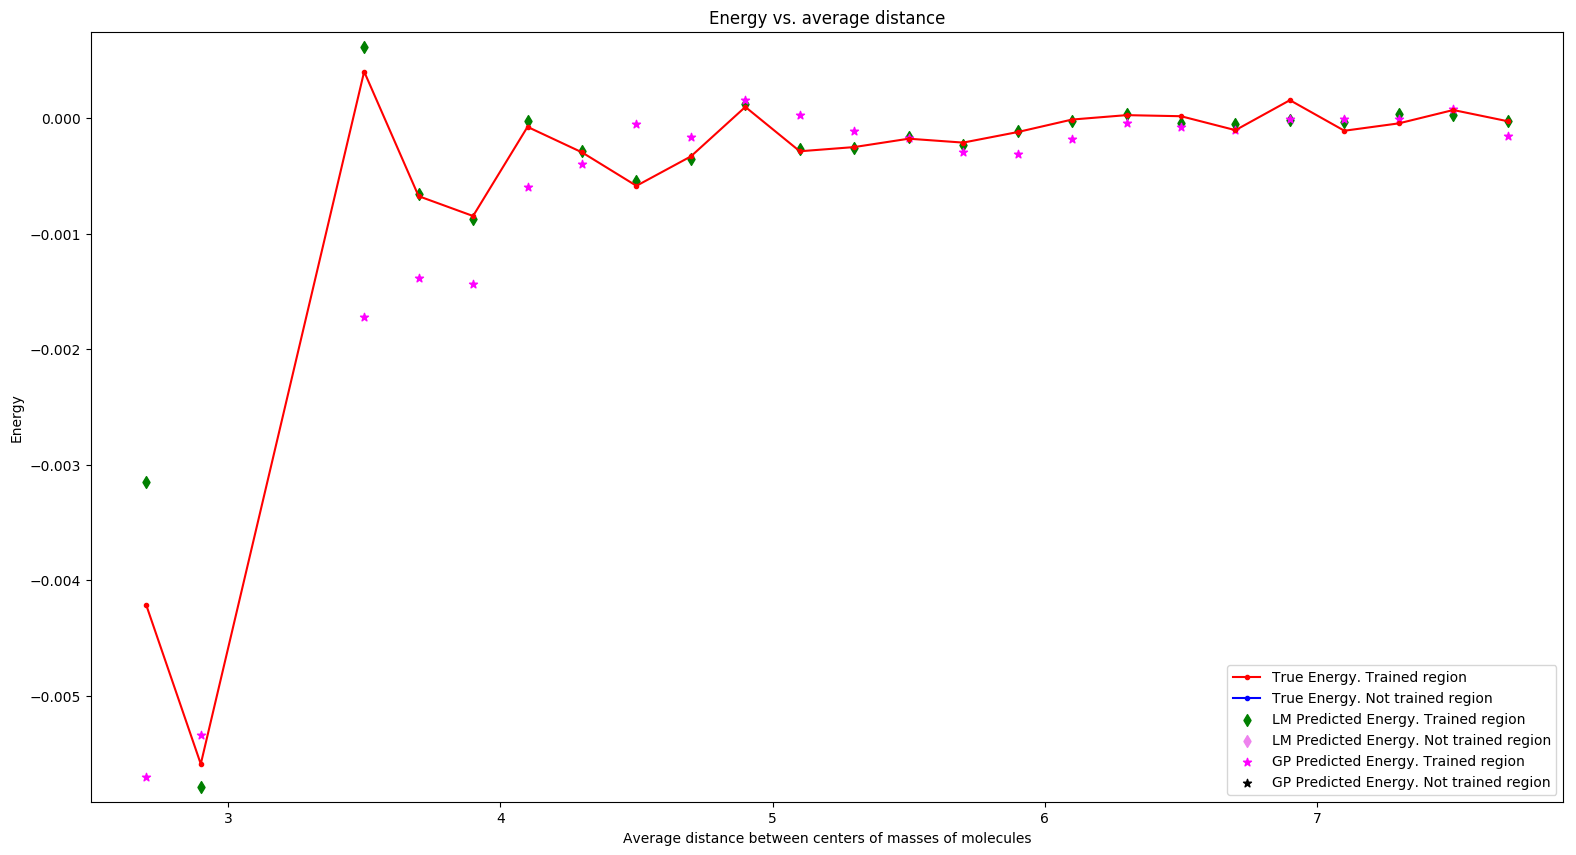 Energy vs. average distance
Energy
0.000
−0.001
−0.002
−0.003
−0.004
−0.005
3
4
5
6
7
Average distance between centers of masses of molecules
True Energy. Trained region
True Energy. Not trained region
LM Predicted Energy. Trained region
LM Predicted Energy. Not trained region
GP Predicted Energy. Trained region
GP Predicted Energy. Not trained region